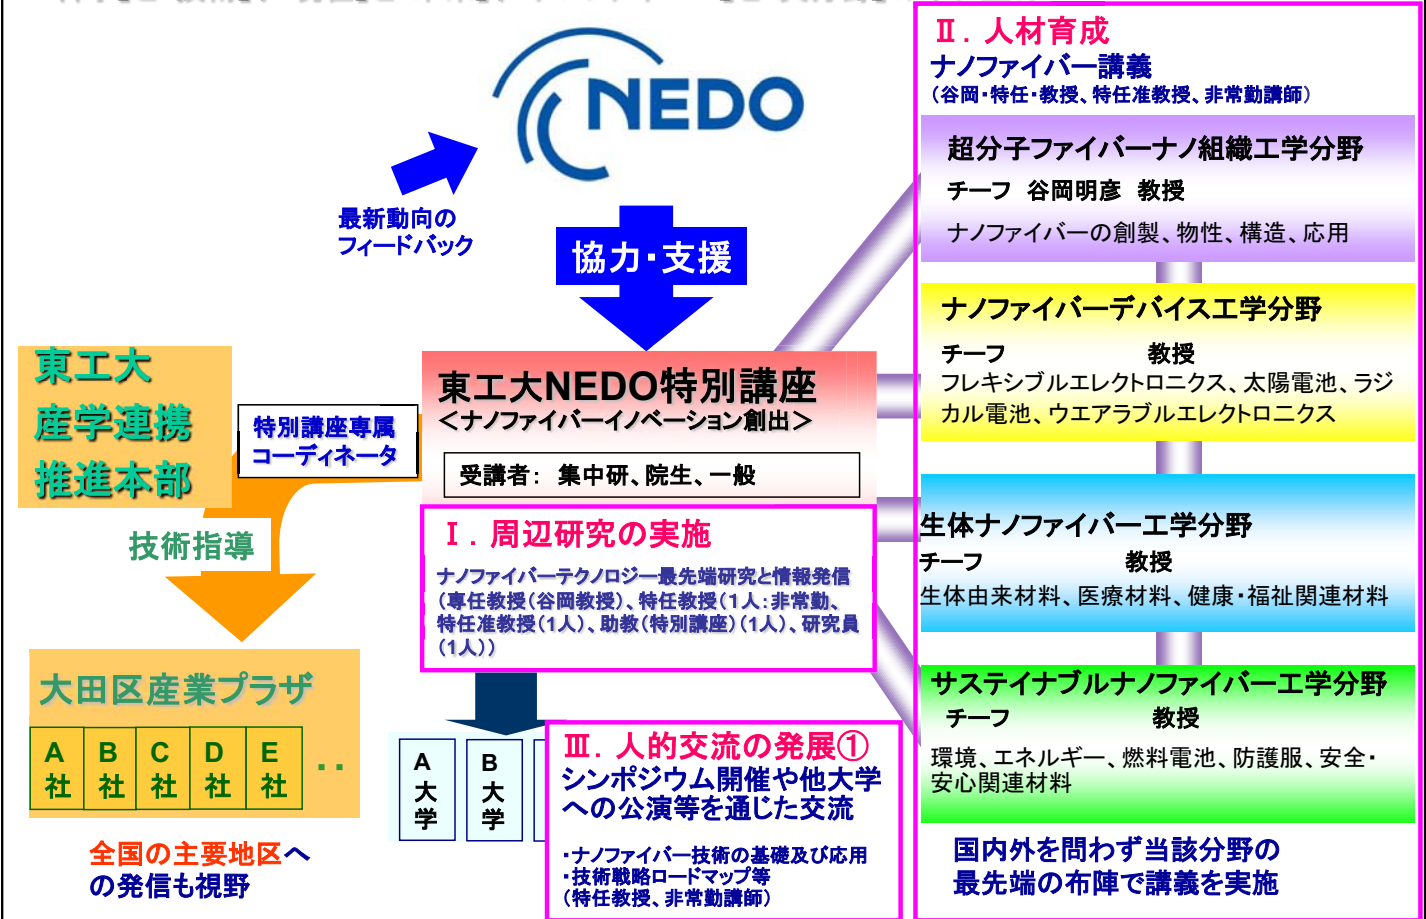 NEDO
最新動向の
フィードバック
協力・支援
東工大
産学連携
推進本部
特別講座専属
コーディネータ
技術指導
大田区産業プラザ
A社
B社
C社
D社
E社
・・
全国の主要地区へ
の発信も視野
東工大NEDO特別講座
<ナノファイバーイノベーション創出>
受講者： 集中研、院生、一般
Ⅰ. 周辺研究の実施
ナノファイバーテクノロジー最先端研究と情報発信
(専任教授(谷岡教授)、特任教授(1人:非常勤、
特任准教授(1人)、助教(特別講座)(1人)、研究員
(1人))
A大学
B大学
Ⅲ. 人的交流の発展①
シンポジウム開催や他大学
への公演等を通じた交流
・ナノファイバー技術の基礎及び応用
・技術戦略ロードマップ等
(特任教授、非常勤講師)
Ⅱ. 人材育成
ナノファイバー講義
(谷岡・特任・教授、特任准教授、非常勤講師)
超分子ファイバーナノ組織工学分野
チーフ 谷岡明彦 教授
ナノファイバーの創製、物性、構造、応用
ナノファイバーデバイス工学分野
チーフ 教授
フレキシブルエレクトロニクス、太陽電池、ラジ
カル電池、ウエアラブルエレクトロニクス
生体ナノファイバー工学分野
チーフ 教授
生体由来材料、医療材料、健康・福祉関連材料
サステイナブルナノファイバー工学分野
チーフ 教授
環境、エネルギー、燃料電池、防護服、安全・
安心関連材料
国内外を問わず当該分野の
最先端の布陣で講義を実施